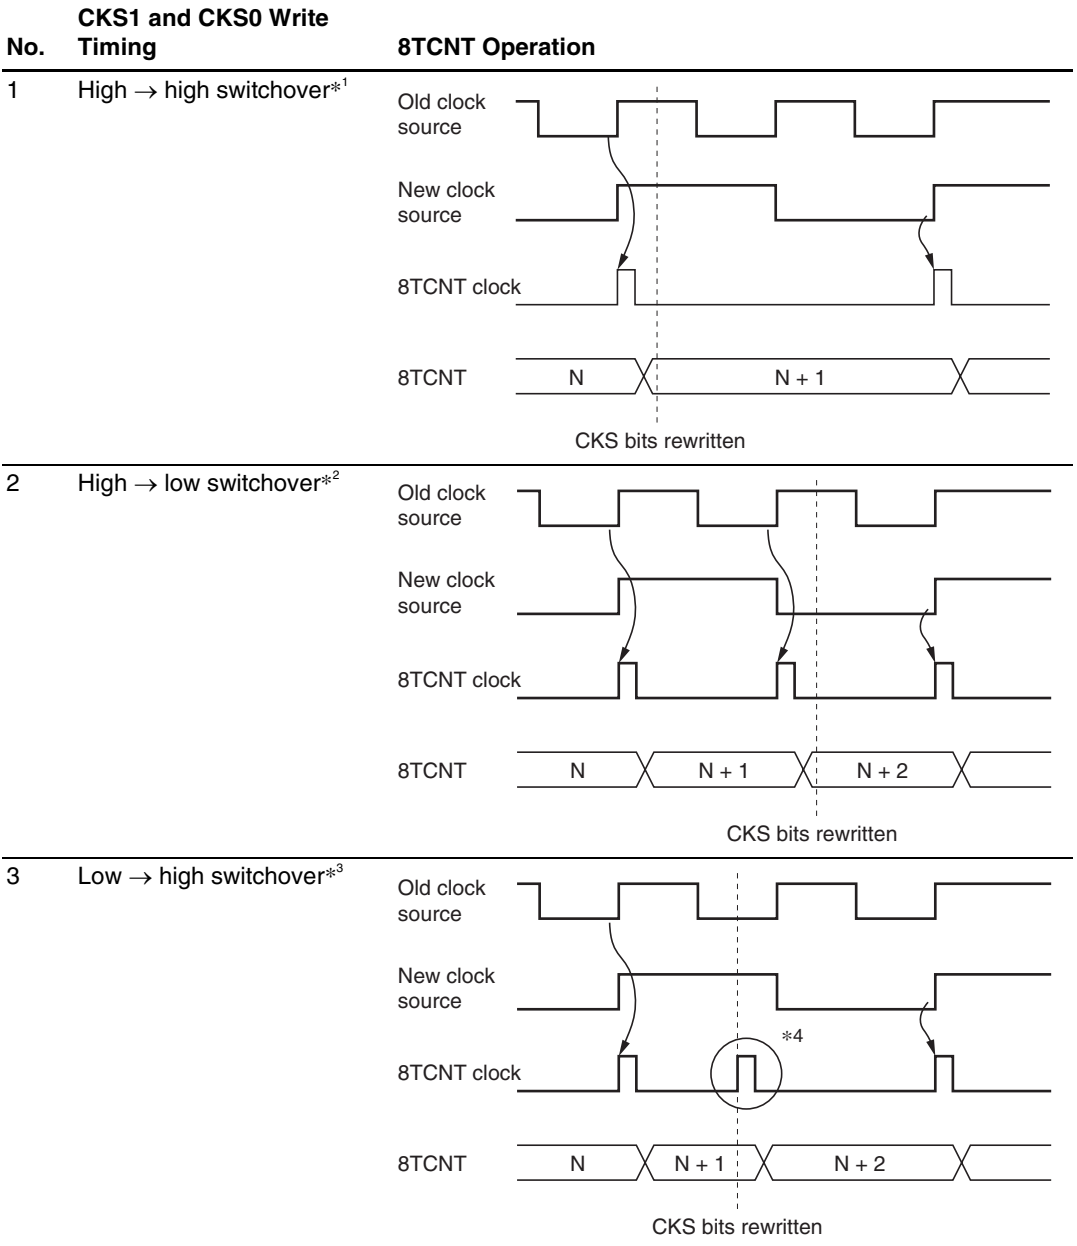 CKS1 and CKS0 Write
No. Timing 8TCNT Operation
1 High → high switchover*1
Old clock
source
New clock
source
8TCNT clock
8TCNT N N + 1
CKS bits rewritten
2 High → low switchover*2
Old clock
source
New clock
source
8TCNT clock
8TCNT N N + 1 N + 2
CKS bits rewritten
3 Low → high switchover*3
Old clock
source
New clock
source
*4
8TCNT clock
8TCNT N N + 1 N + 2
CKS bits rewritten